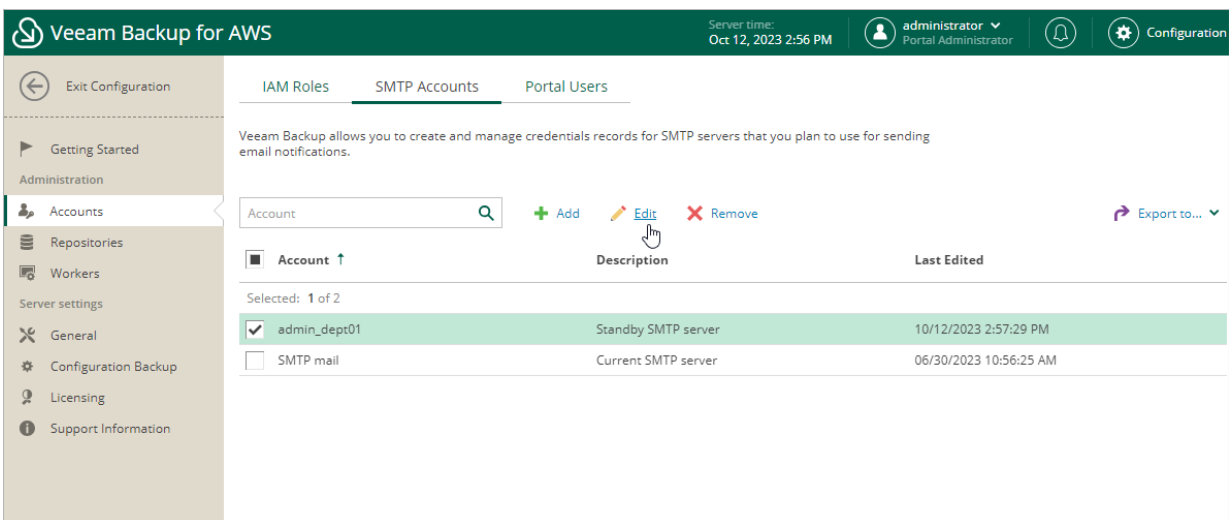 Veeam Backup for AWS
Server time:
Oct 12, 2023 2:56 PM
administrator
Portal Administrator
Configuration
Exit Configuration
Getting Started
Administration
Accounts
Repositories
Workers
Server settings
General
Configuration Backup
Licensing
Support Information
IAM Roles SMTP Accounts Portal Users
Veeam Backup allows you to create and manage credentials records for SMTP servers that you plan to use for sending
email notifications.
Account Add Edit Remove Export to...
Account Description Last Edited
Selected: 1 of 2
admin_dept01 Standby SMTP server 10/12/2023 2:57:29 PM
SMTP mail Current SMTP server 06/30/2023 10:56:25 AM